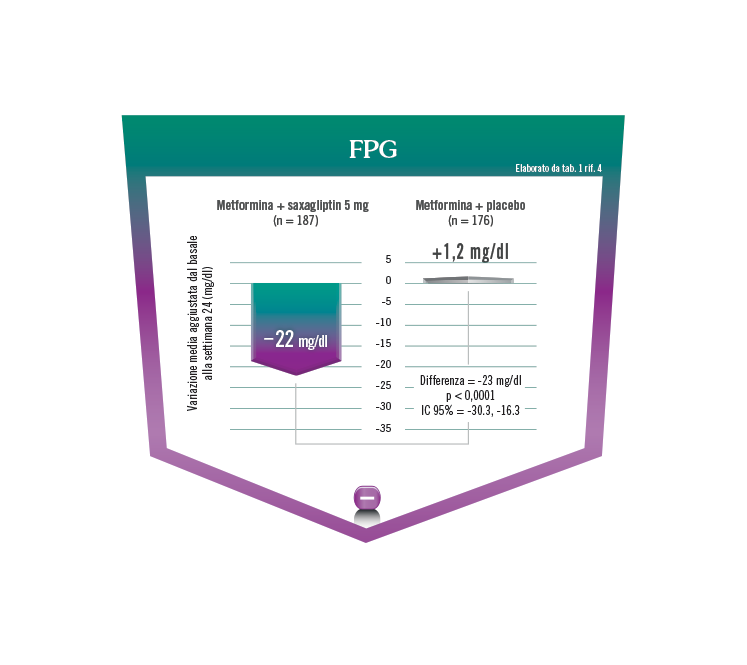 FPG
Elaborato da tab. 1 rif. 4
Metformina + saxagliptin 5 mg
(n = 187)
Metformina + placebo
(n = 176)
Variazione media aggiustata dal basale
alla settimana 24 (mg/dl)
+1,2 mg/dl
5
0
-5
-10
-15
-20
-25
-30
-35
−22 mg/dl
Differenza = -23 mg/dl
p < 0,0001
IC 95% = -30.3, -16.3